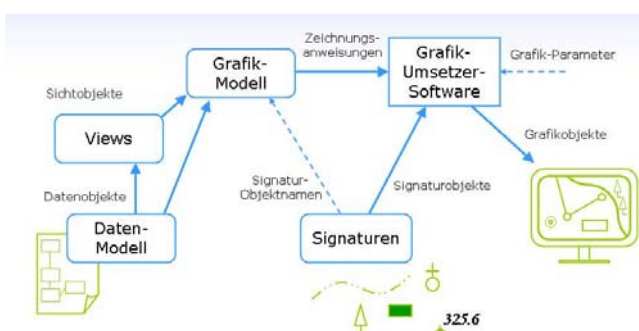 Zeichnungs-
anweisungen
Grafik-
Modell
Grafik-
Umsetzer-
Software
Grafik-Parameter
Sichtobjekte
Views
Grafikobjekte
Signatur-
Objektnamen
Signaturobjekte
Datenobjekte
Daten-
Modell
Signaturen
325.6